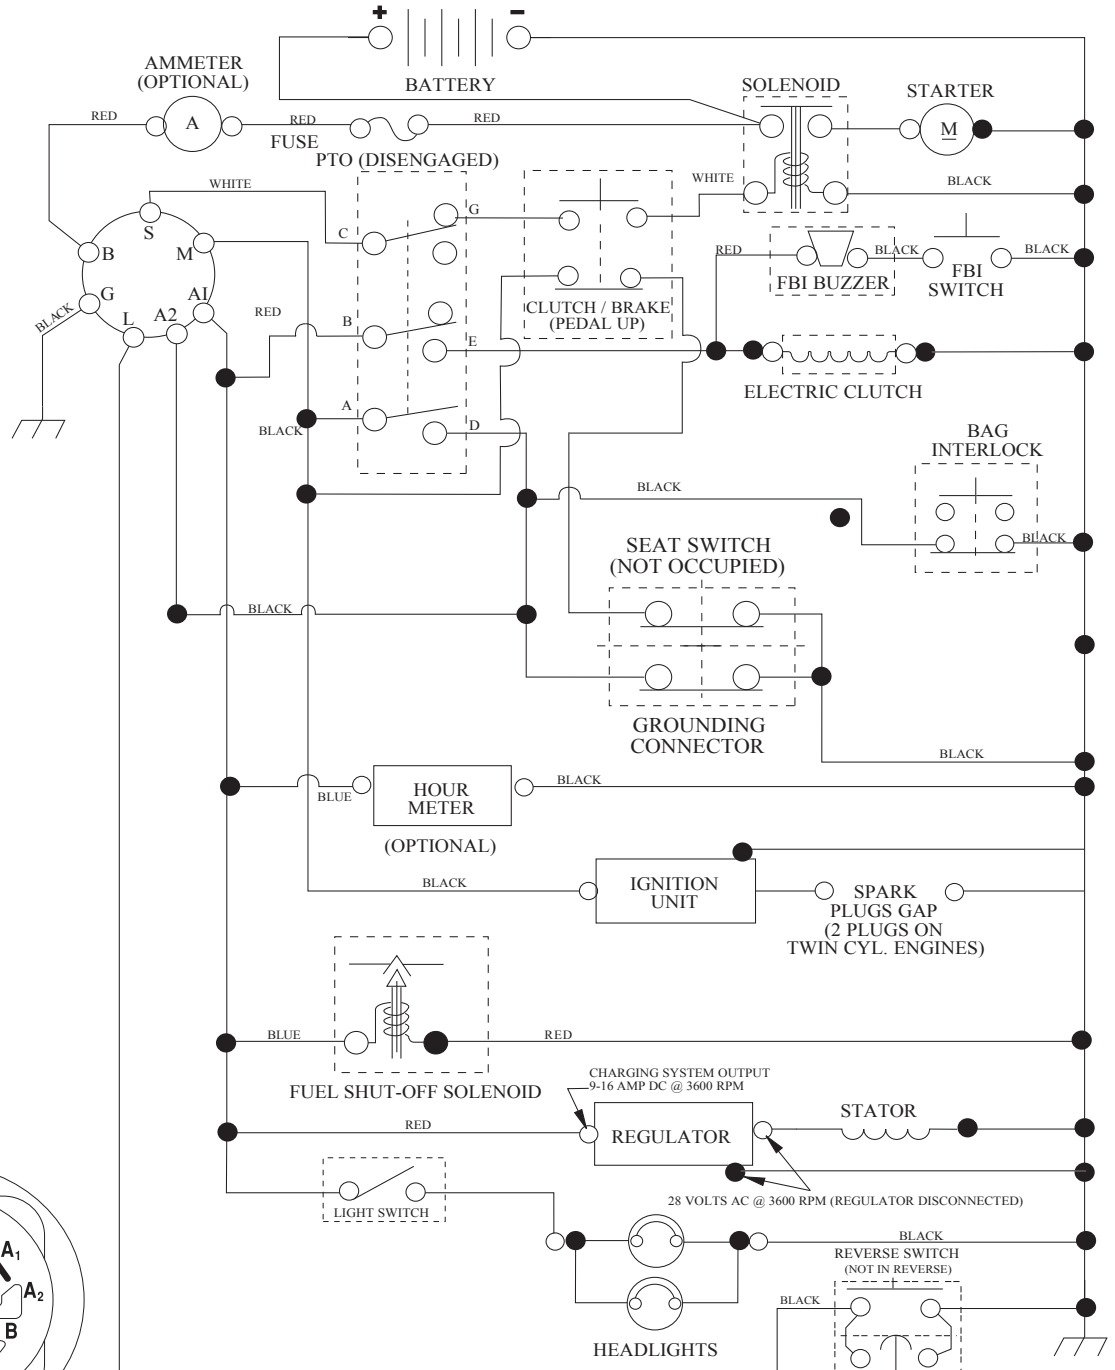 + -
BATTERY
AMMETER
(OPTIONAL)
SOLENOID
STARTER
RED
A
RED
FUSE
RED
M
PTO (DISENGAGED)
WHITE
WHITE
BLACK
S
C
G
B
M
RED
BLACK
BLACK
FBI BUZZER
FBI
SWITCH
CLUTCH / BRAKE
(PEDAL UP)
G
BLACK
L
A2
AI
RED
B
E
ELECTRIC CLUTCH
A
BLACK
D
BAG
INTERLOCK
BLACK
BLACK
SEAT SWITCH
(NOT OCCUPIED)
BLACK
GROUNDING
CONNECTOR
BLACK
BLUE
HOUR
METER
BLACK
(OPTIONAL)
BLACK
IGNITION
UNIT
SPARK
PLUGS GAP
(2 PLUGS ON
TWIN CYL. ENGINES)
BLUE
RED
FUEL SHUT-OFF SOLENOID
CHARGING SYSTEM OUTPUT
9-16 AMP DC @ 3600 RPM
RED
REGULATOR
STATOR
28 VOLTS AC @ 3600 RPM (REGULATOR DISCONNECTED)
LIGHT SWITCH
BLACK
REVERSE SWITCH
(NOT IN REVERSE)
BLACK
HEADLIGHTS
A1
A2
B